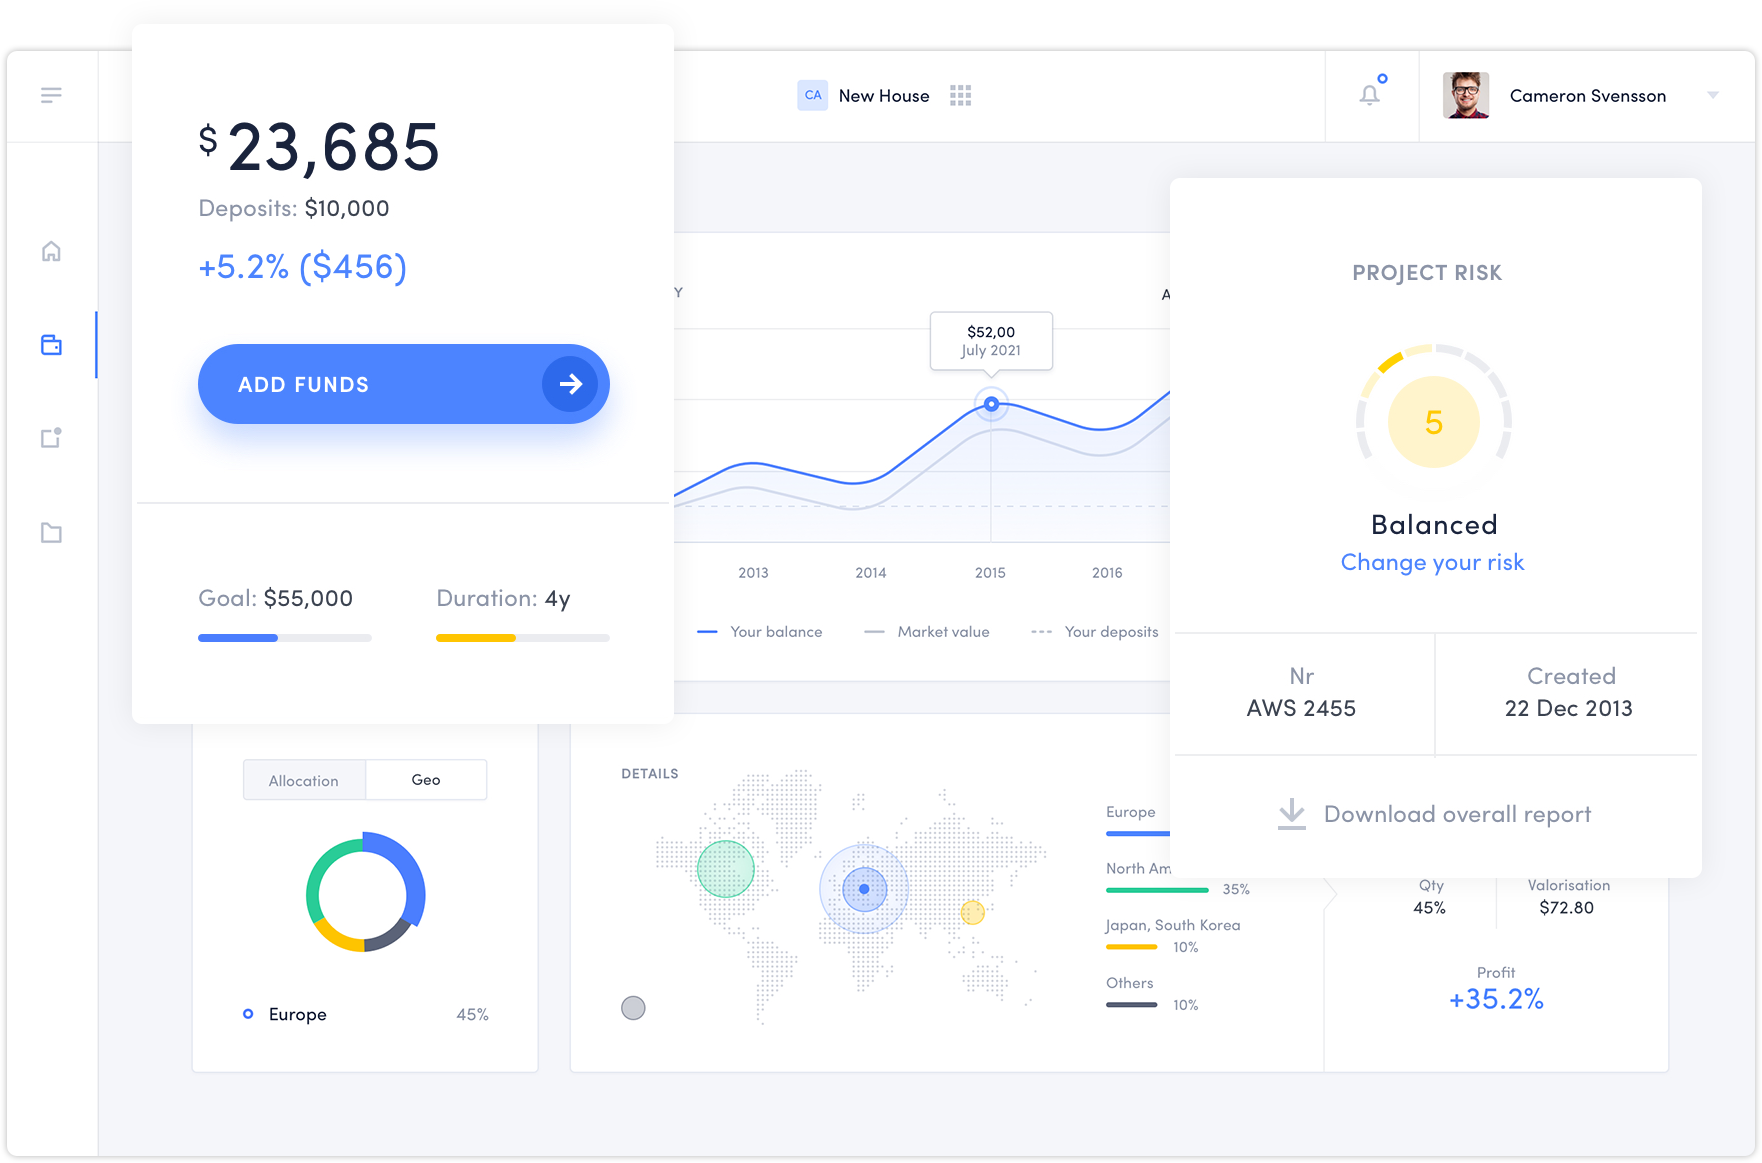 CA New House
Cameron Svensson
$ 23,685
Deposits: $10,000
+5.2% ($456)
ADD FUNDS
Goal: $55,000
Duration: 4y
Y
A
$52,00
July 2021
2013 2014 2015 2016
Your balance Market value Your deposits
PROJECT RISK
5
Balanced
Change your risk
Nr
AWS 2455
Created
22 Dec 2013
Download overall report
Allocation Geo
Europe 45%
DETAILS
Europe
North Am
35%
Japan, South Korea
10%
Others
10%
Qty
45%
Valorisation
$72.80
Profit
+35.2%